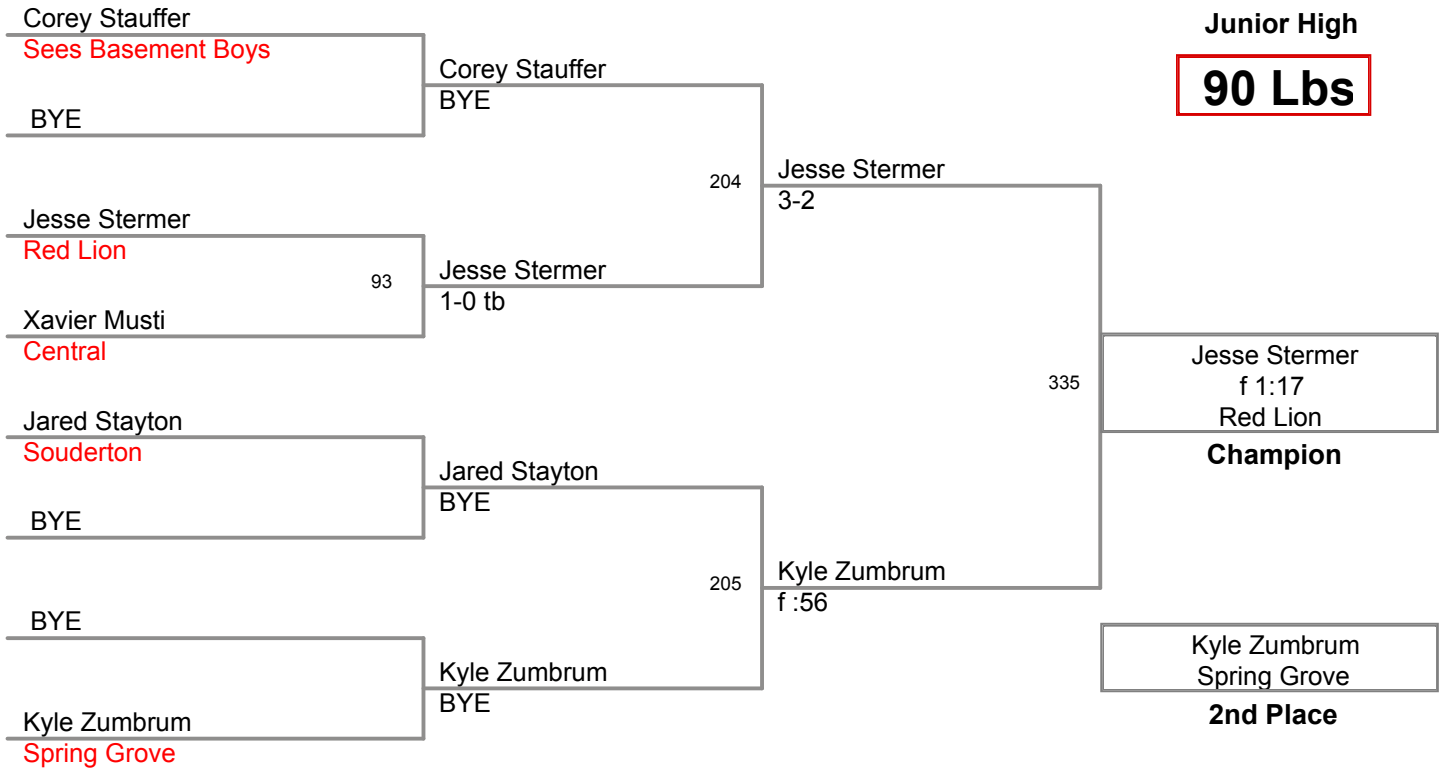 Corey Stauffer
Sees Basement Boys
BYE
Jesse Stermer
Red Lion
Xavier Musti
Central
Jared Stayton
Souderton
BYE
BYE
Kyle Zumbrum
Spring Grove
Corey Stauffer
BYE
93
Jesse Stermer
1-0 tb
Jared Stayton
BYE
Kyle Zumbrum
BYE
204
Jesse Stermer
3-2
205
Kyle Zumbrum
f :56
335
Junior High
90 Lbs
Jesse Stermer
f 1:17
Red Lion
Champion
Kyle Zumbrum
Spring Grove
2nd Place